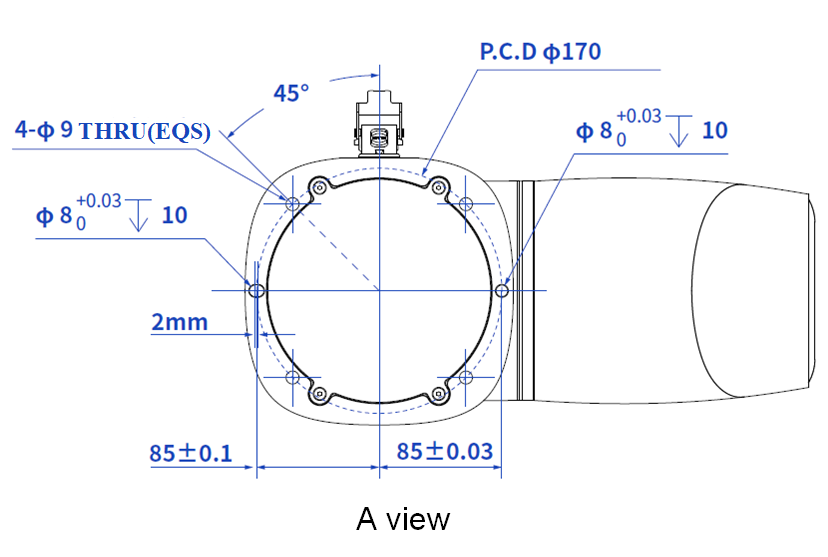 P.C.D ф170
45°
4-ф 9 THRU(EQS)
ф 8 +0.03 0 ↧ 10
ф 8 +0.03 0 ↧ 10
2mm
85±0.1
85±0.03
A view